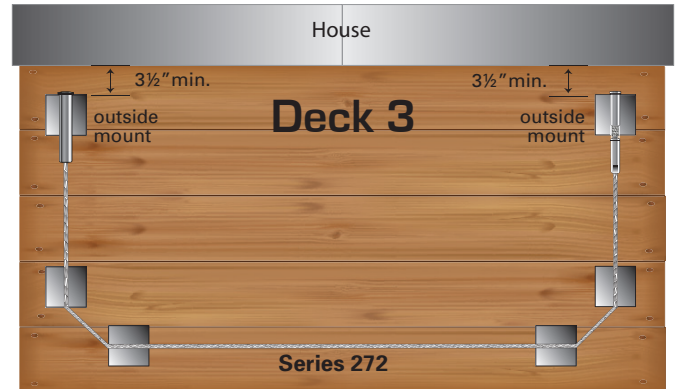 House
3½” min.
3½” min.
outside
mount
Deck 3
outside
mount
Series 272